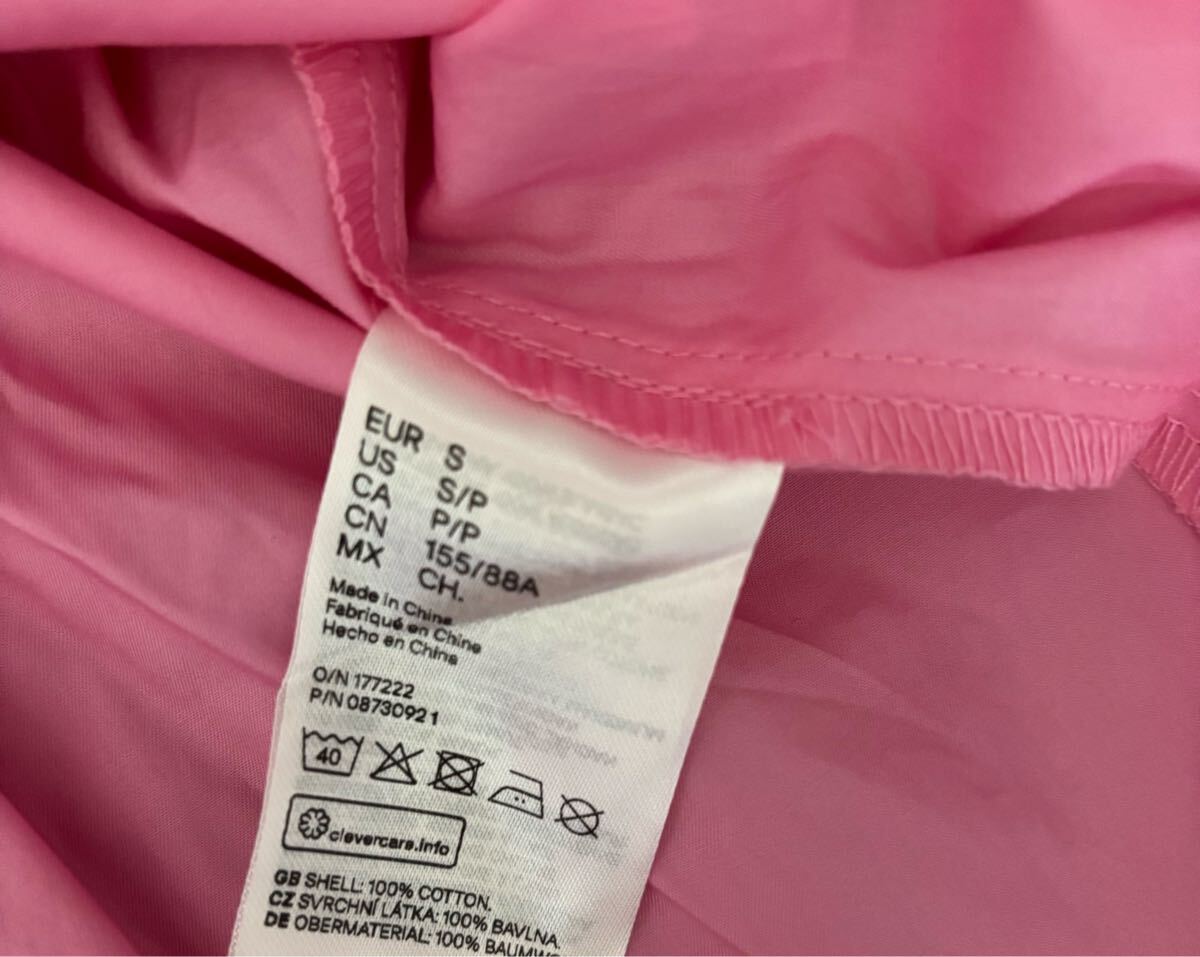 EUR S
US S/P
CA P/P
CN 155/88A
MX CH.
Made in China
Fabriqué en Chine
Hecho en China
O/N 177222
P/N 08730921
40
clevercare.info
GB SHELL: 100% COTTON.
CZ SVRCHNÍ LÁTKA: 100% BAVLNA.
DE OBERMATERIAL: 100% BAUMWO